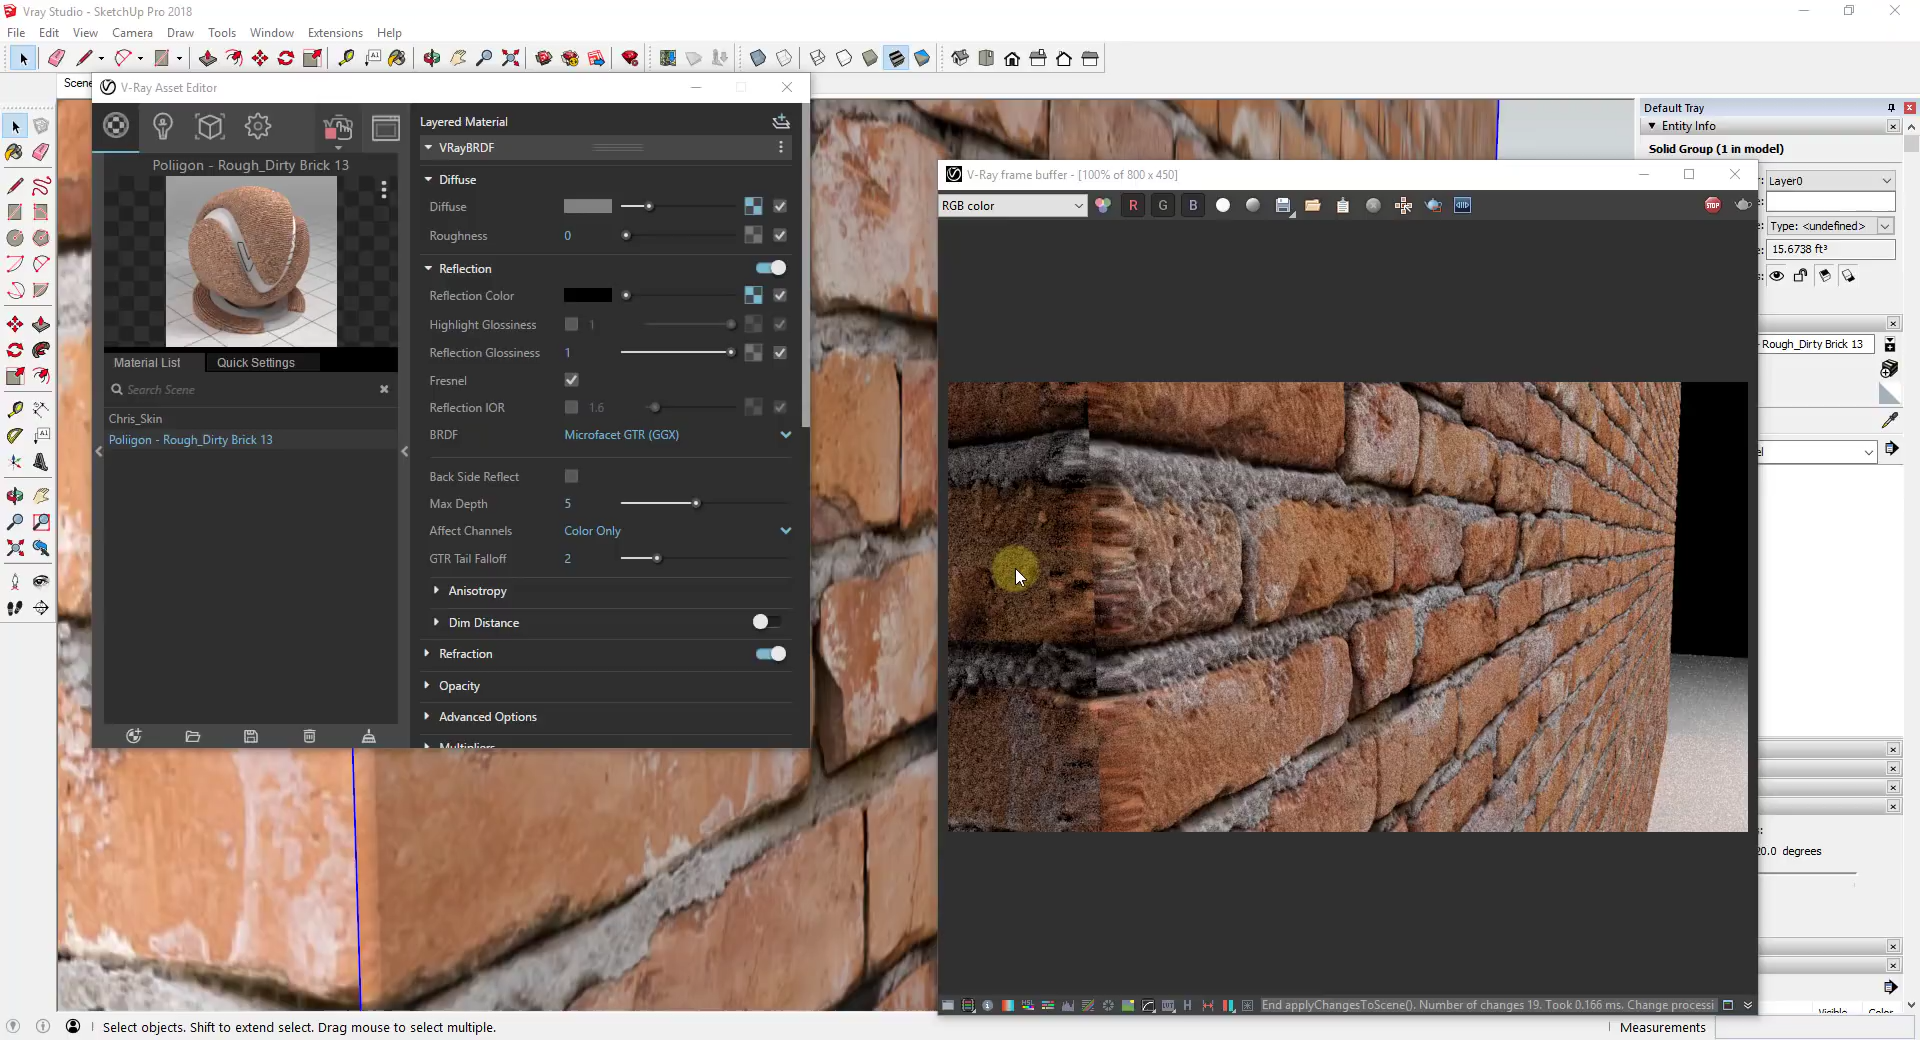 Vray Studio - SketchUp Pro 2018
File Edit View Camera Draw Tools Window Extensions Help
Scene
V-Ray Asset Editor
Poliigon - Rough_Dirty Brick 13
Material List Quick Settings
Search Scene
Chris_Skin
Poliigon - Rough_Dirty Brick 13
Layered Material
VRayBRDF
Diffuse
Diffuse
Roughness 0
Reflection
Reflection Color
Highlight Glossiness 1
Reflection Glossiness 1
Fresnel
Reflection IOR 1.6
BRDF Microfacet GTR (GGX)
Back Side Reflect
Max Depth 5
Affect Channels Color Only
GTR Tail Falloff 2
Anisotropy
Dim Distance
Refraction
Opacity
Advanced Options
Multipliers
V-Ray frame buffer - [100% of 800 x 450]
RGB color R G B STOP
End applyChangesToScene(). Number of changes 19. Took 0.166 ms. Change processi
Default Tray
Entity Info
Solid Group (1 in model)
Layer0
Type: <undefined>
15.6738 ft³
Rough_Dirty Brick 13
20.0 degrees
Select objects. Shift to extend select. Drag mouse to select multiple.
Measurements